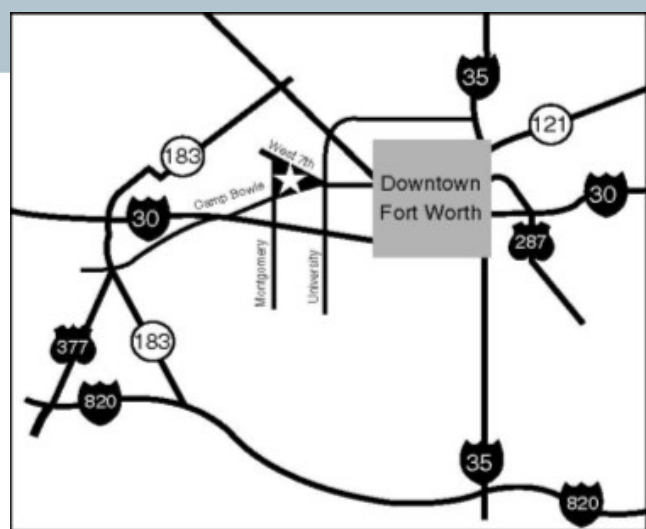 35
121
183
West 7th
Camp Bowie
Downtown
Fort Worth
30
30
287
Montgomery
University
377
183
820
35
820